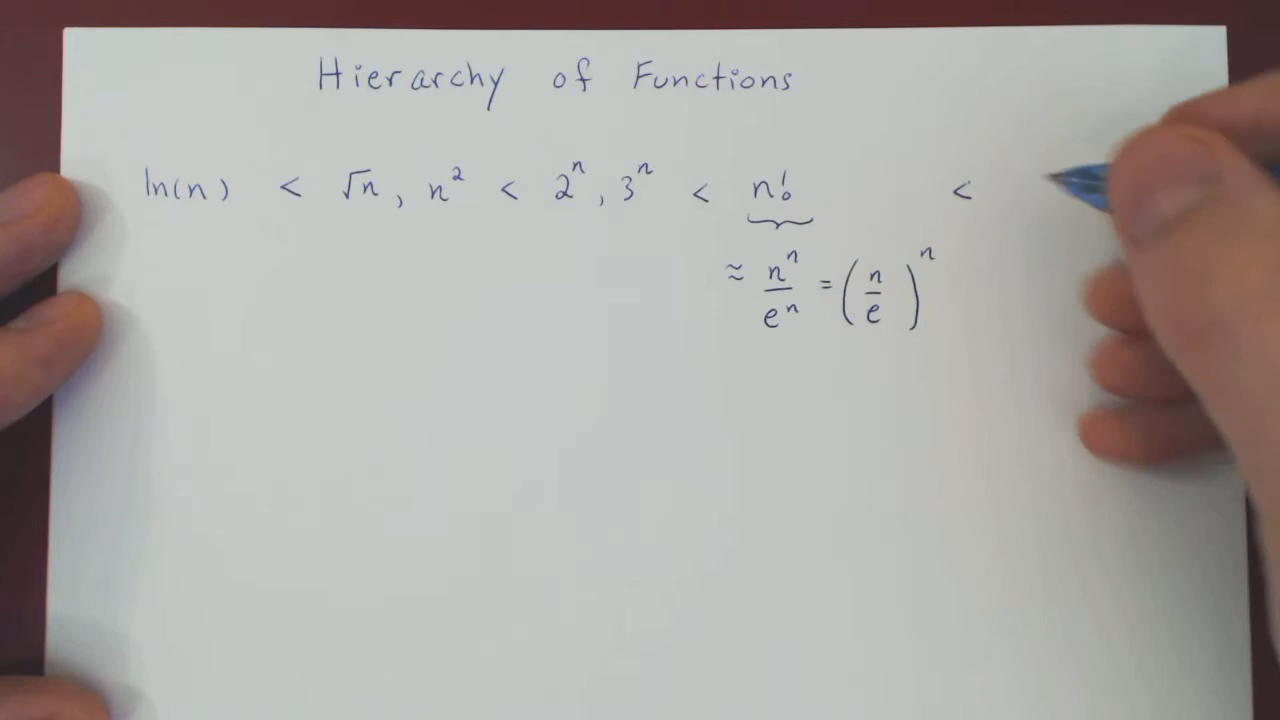 Hierarchy of Functions
ln(n) < √n, n² < 2ⁿ, 3ⁿ < n! <
≈ nⁿ/eⁿ = (n/e)ⁿ